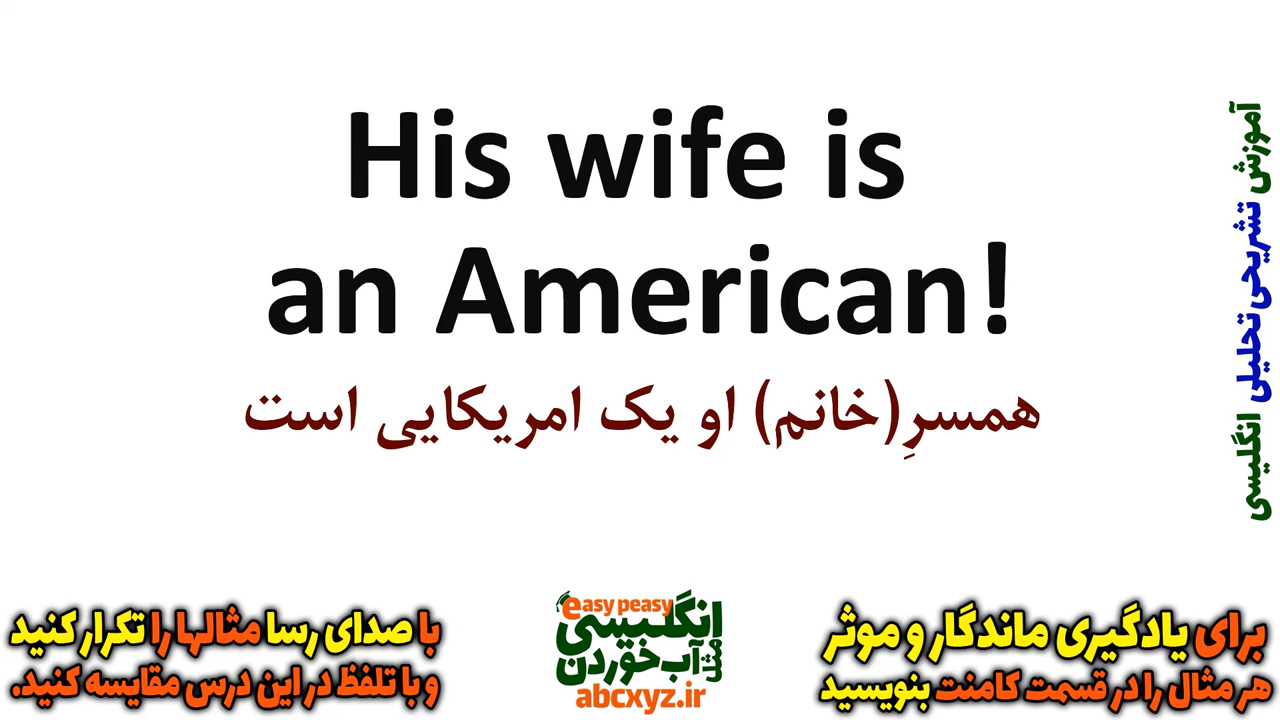 His wife is
an American!
همسرِ(خانم) او یک امریکایی است
آموزش تشریحی تحلیلی انگلیسی
برای یادگیری ماندگار و موثر
هر مثال را در قسمت کامنت بنویسید
easy peasy
انگلیسی
مثل آب خوردن
abcxyz.ir
با صدای رسا مثالها را تکرار کنید
و با تلفظ در این درس مقایسه کنید.